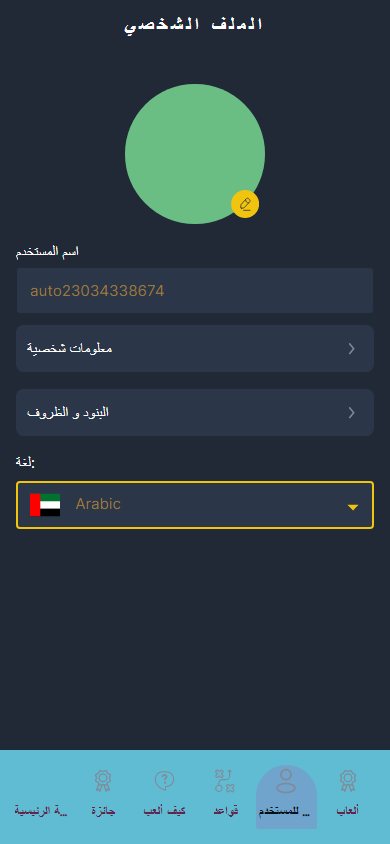 الملف الشخصي
اسم المستخدم
auto23034338674
معلومات شخصية
البنود و الظروف
لغة:
Arabic
ألعاب
للمستخدم ...
قواعد
كيف ألعب
جائزة
ة الرئيسية...